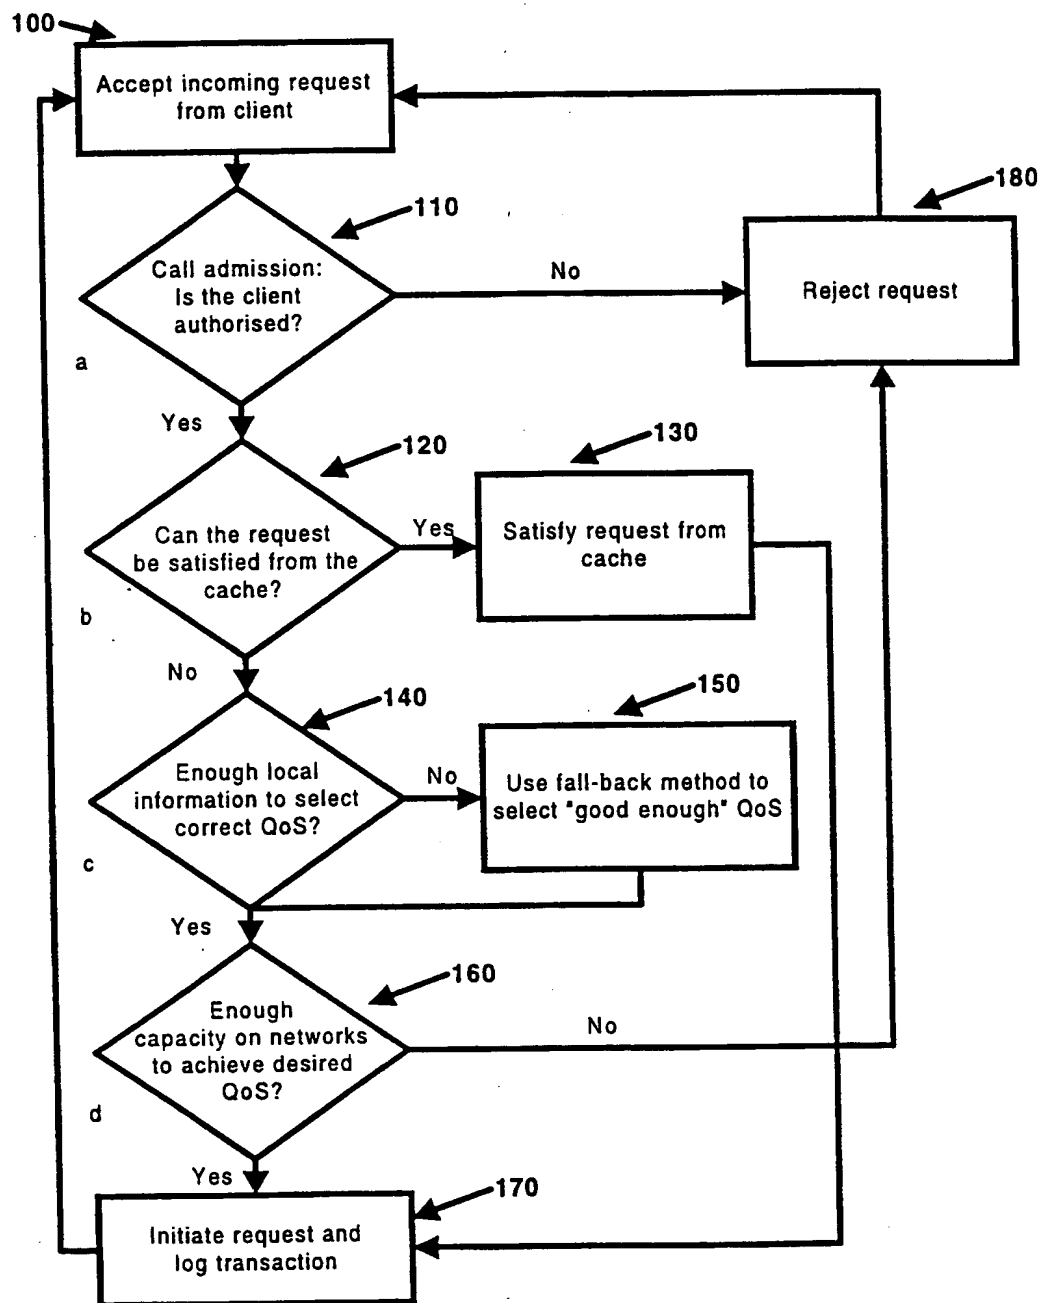 100
Accept incoming request
from client
180
110
Call admission:
Is the client
authorised?
No
Reject request
a
Yes
120
130
Can the request
be satisfied from the
cache?
Yes
Satisfy request from
cache
b
No
140
150
Enough local
information to select
correct QoS?
No
Use fall-back method to
select "good enough" QoS
c
Yes
160
Enough
capacity on networks
to achieve desired
QoS?
No
d
Yes
170
Initiate request and
log transaction